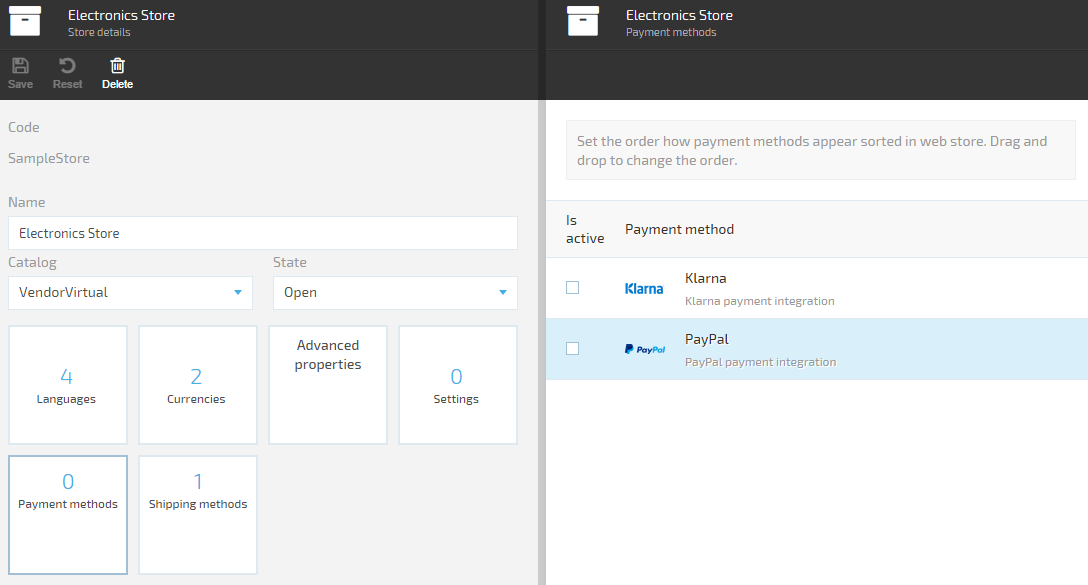 Electronics Store
Store details
Save
Reset
Delete
Code
SampleStore
Name
Electronics Store
Catalog
State
VendorVirtual
Open
4
Languages
2
Currencies
Advanced
properties
0
Settings
0
Payment methods
1
Shipping methods
Electronics Store
Payment methods
Set the order how payment methods appear sorted in web store. Drag and
drop to change the order.
Is
active
Payment method
Klarna
Klarna
Klarna payment integration
PayPal
PayPal
PayPal payment integration